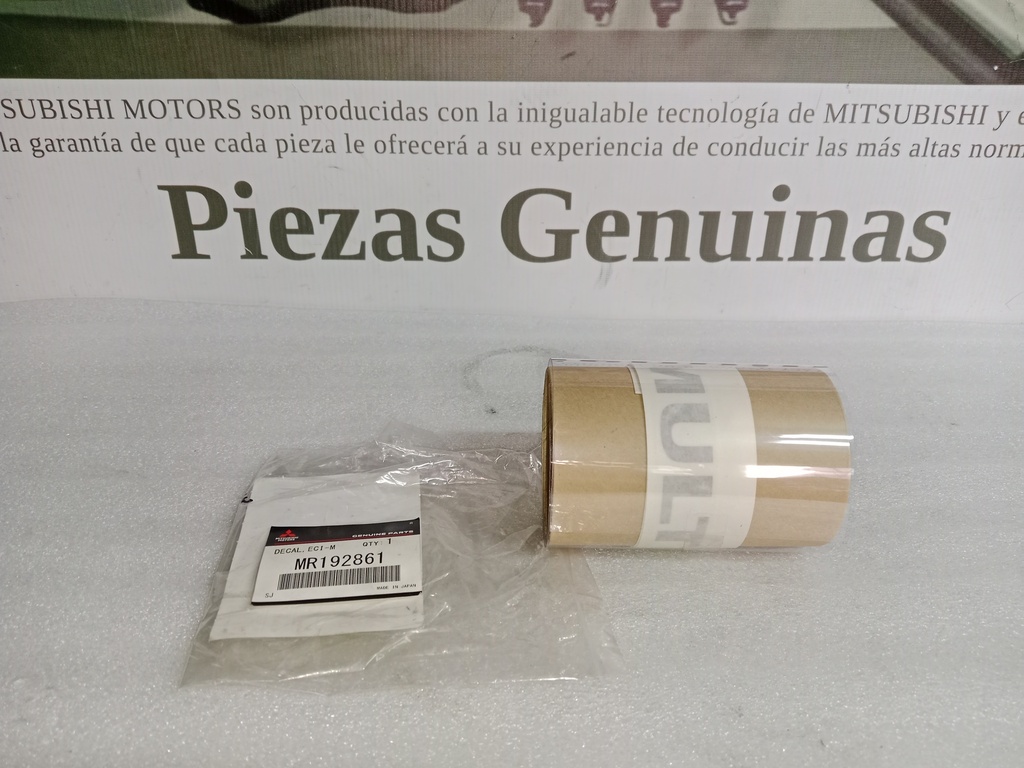 SUBISHI MOTORS son producidas con la inigualable tecnología de MITSUBISHI y e
la garantía de que cada pieza le ofrecerá a su experiencia de conducir las más altas norm
Piezas Genuinas
MULT
GENUINE PARTS
DECAL, ECI-M QTY 1
MR192861
MADE IN JAPAN
SJ